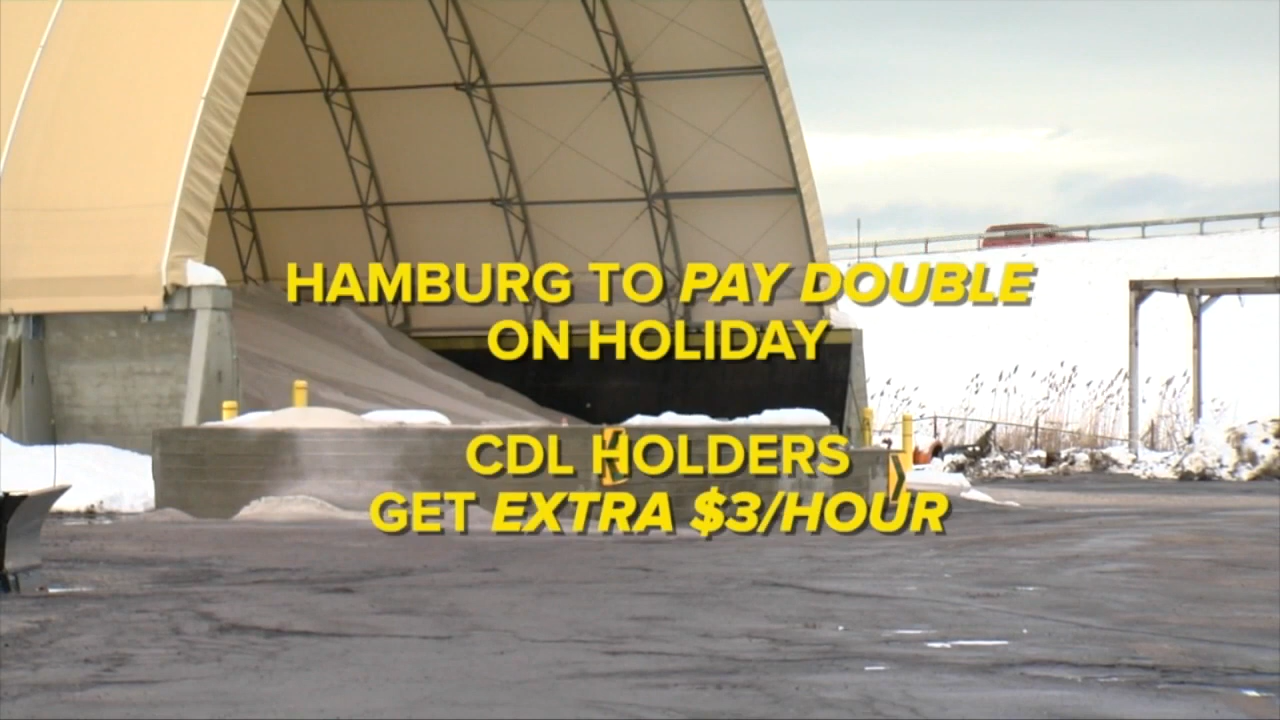 HAMBURG TO PAY DOUBLE
ON HOLIDAY
CDL HOLDERS
GET EXTRA $3/HOUR